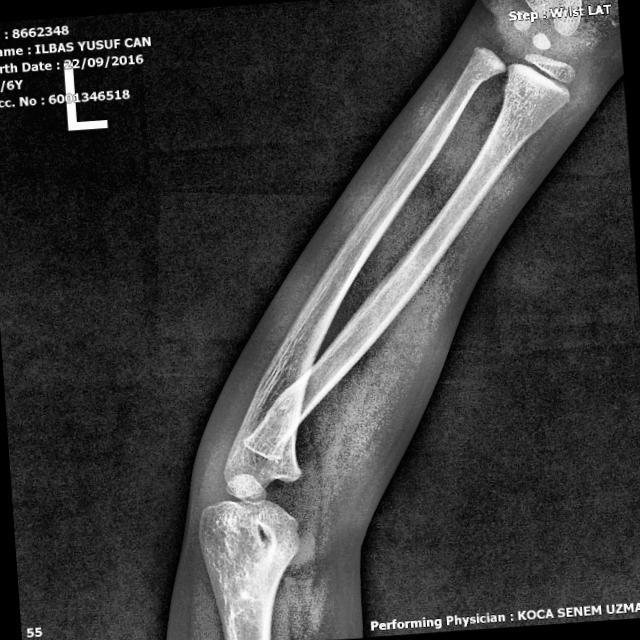 : 8662348
ame : ILBAS YUSUF CAN
rth Date : 22/09/2016
/6Y
cc. No : 6001346518
L
Step : Wrist LAT
55
Performing Physician : KOCA SENEM UZMA